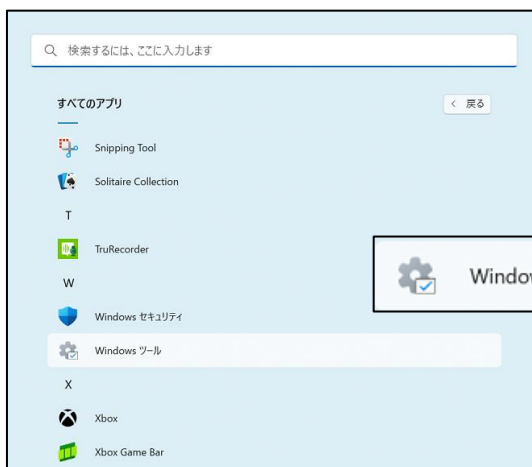 検索するには、ここに入力します
すべてのアプリ
戻る
Snipping Tool
Solitaire Collection
T
TruRecorder
W
Windows セキュリティ
Windows ツール
X
Xbox
Xbox Game Bar